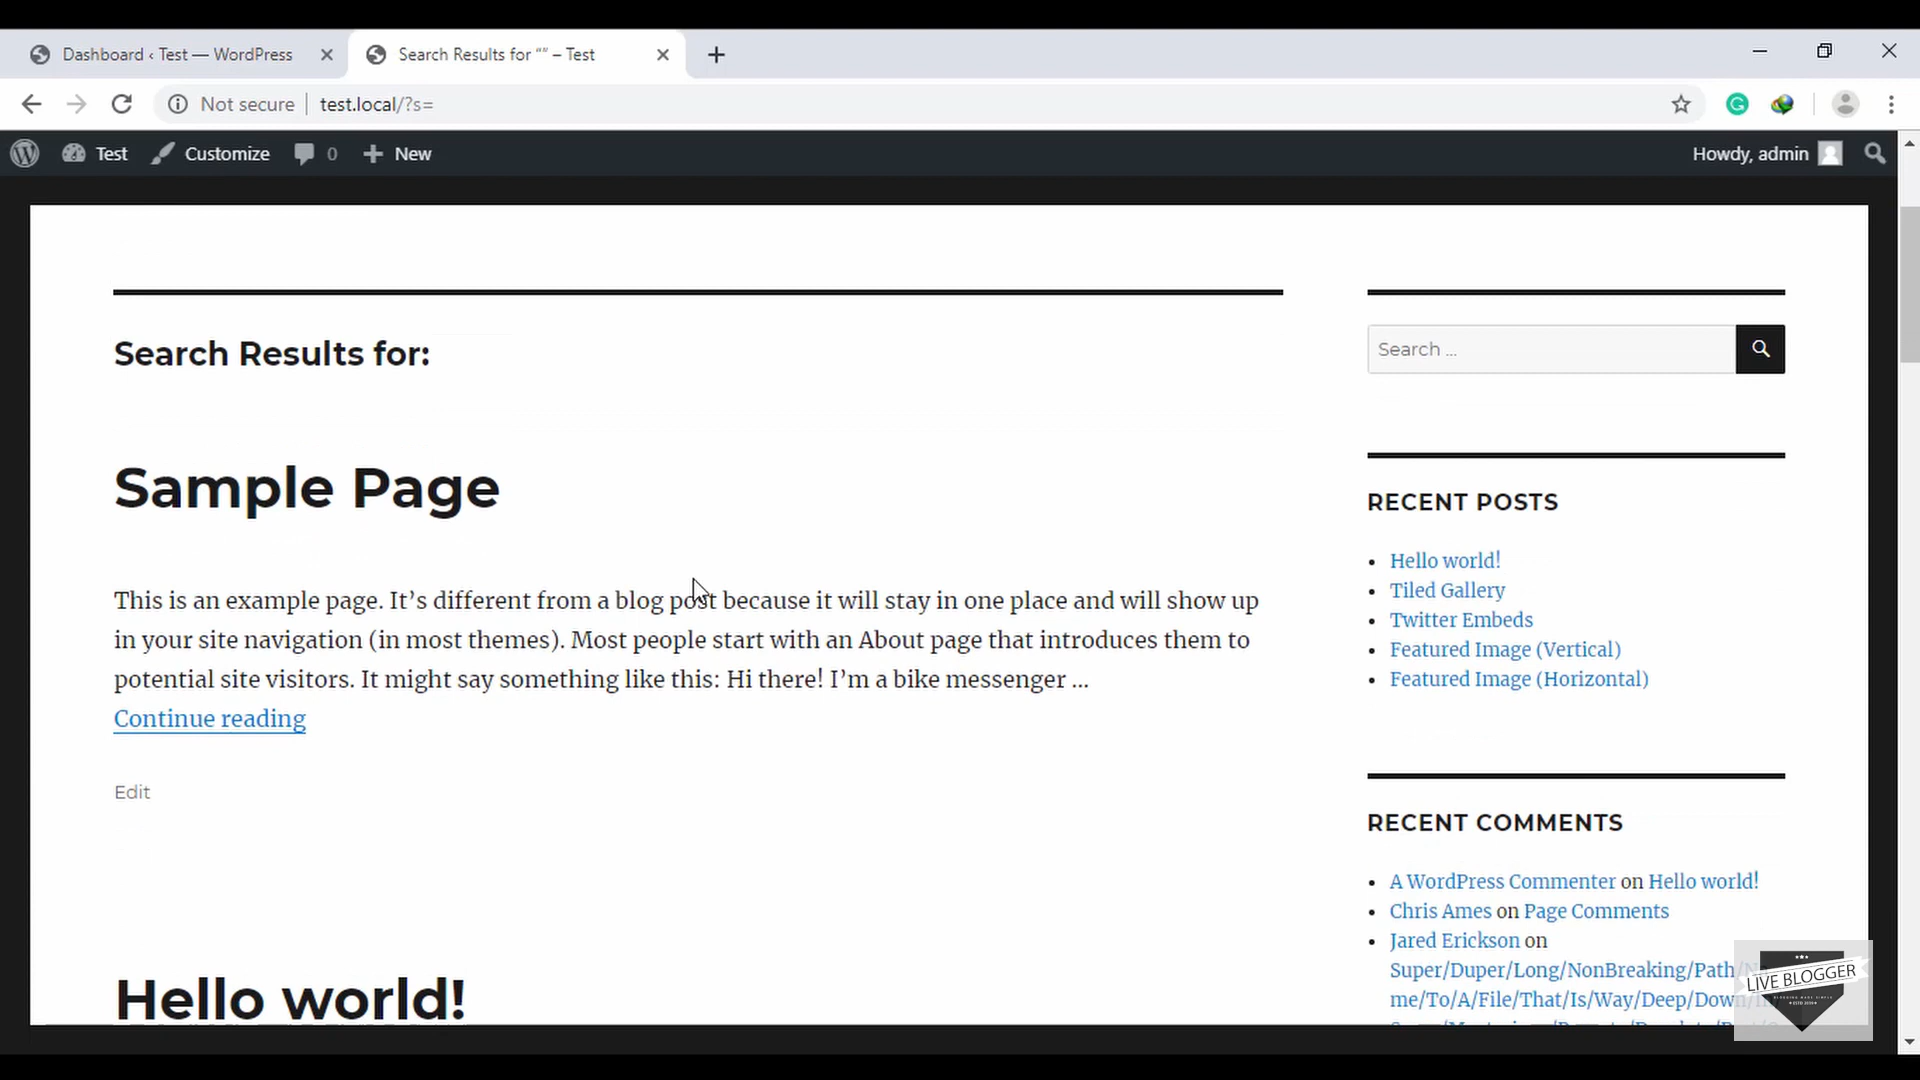 Dashboard ‹ Test — WordPress
Search Results for “” – Test
Not secure
test.local/?s=
Test
Customize
0
New
Howdy, admin
Search Results for:
Sample Page
This is an example page. It’s different from a blog post because it will stay in one place and will show up
in your site navigation (in most themes). Most people start with an About page that introduces them to
potential site visitors. It might say something like this: Hi there! I’m a bike messenger …
Continue reading
Edit
Hello world!
Search …
RECENT POSTS
Hello world!
Tiled Gallery
Twitter Embeds
Featured Image (Vertical)
Featured Image (Horizontal)
RECENT COMMENTS
A WordPress Commenter on Hello world!
Chris Ames on Page Comments
Jared Erickson on
Super/Duper/Long/NonBreaking/Path/
me/To/A/File/That/Is/Way/Deep/Down/
LIVE BLOGGER